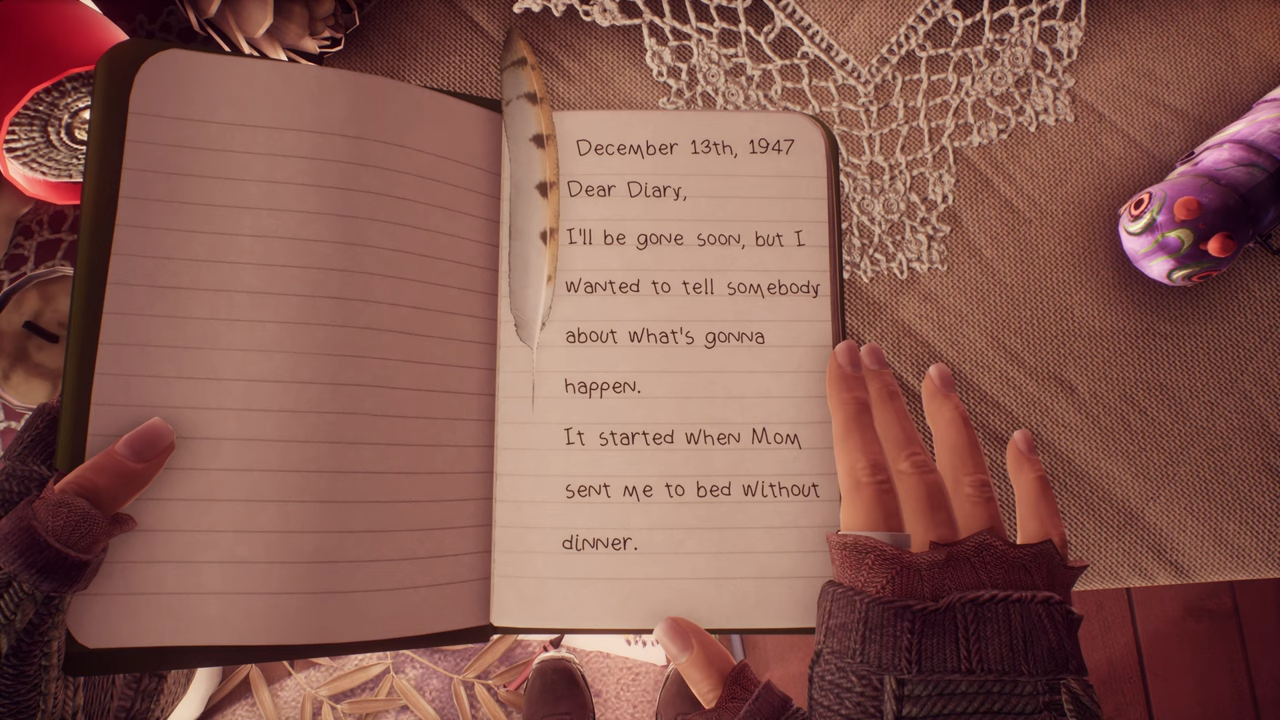 December 13th, 1947
Dear Diary,
I'll be gone soon, but I
wanted to tell somebody
about what's gonna
happen.
It started when Mom
sent me to bed without
dinner.